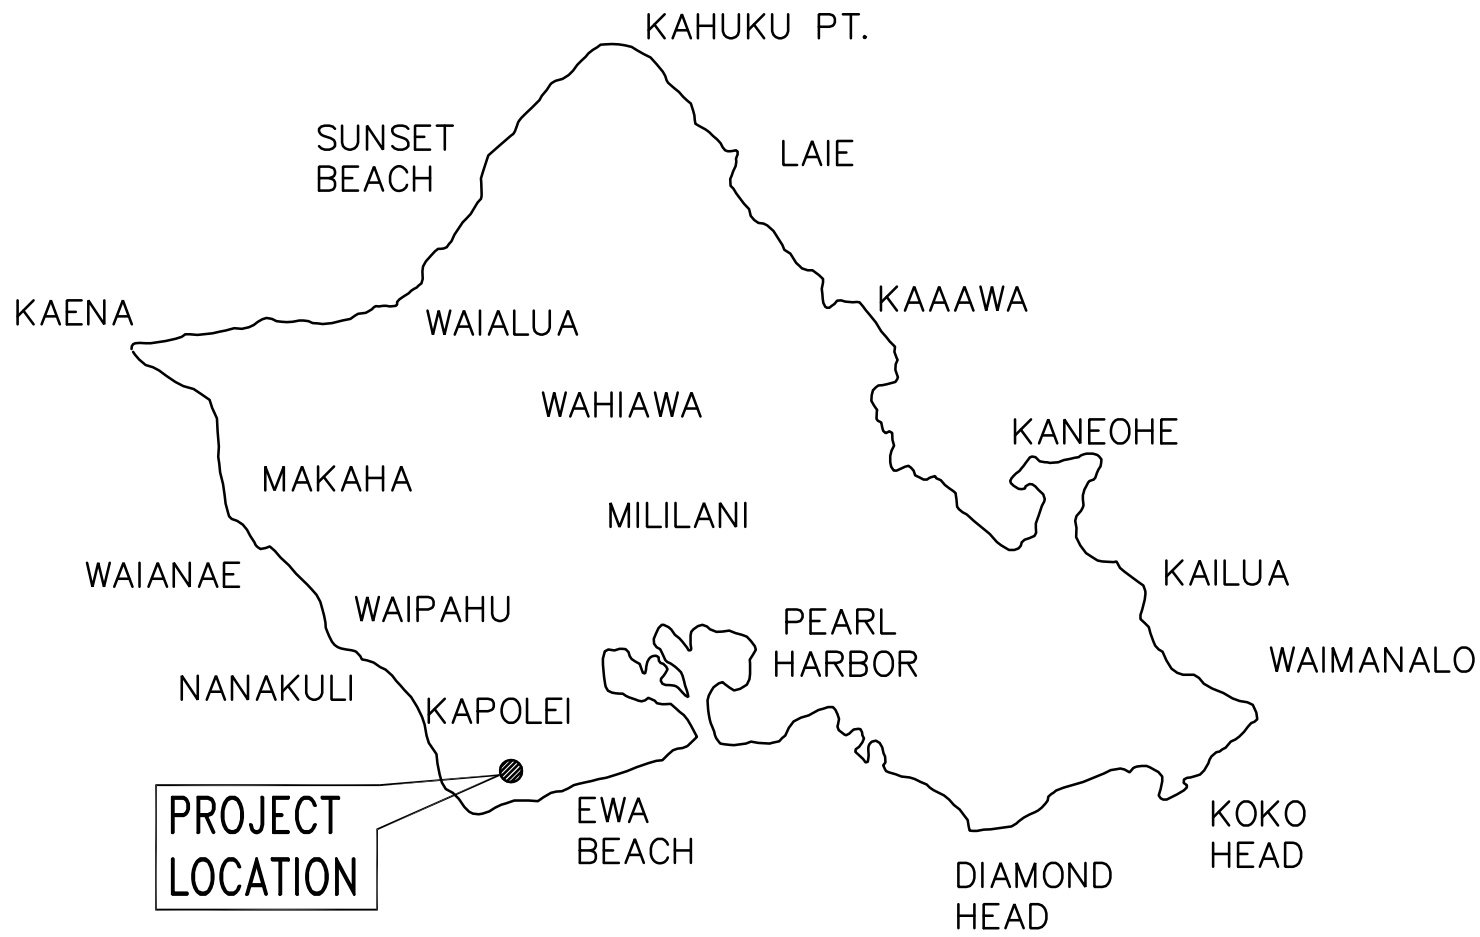 KAHUKU PT.
SUNSET
BEACH
LAIE
KAENA
WAIALUA
KAAAWA
WAHIAWA
KANEOHE
MAKAHA
MILILANI
WAIANAE
KAILUA
WAIPAHU
PEARL
HARBOR
WAIMANALO
NANAKULI
KAPOLEI
PROJECT
LOCATION
EWA
BEACH
KOKO
HEAD
DIAMOND
HEAD